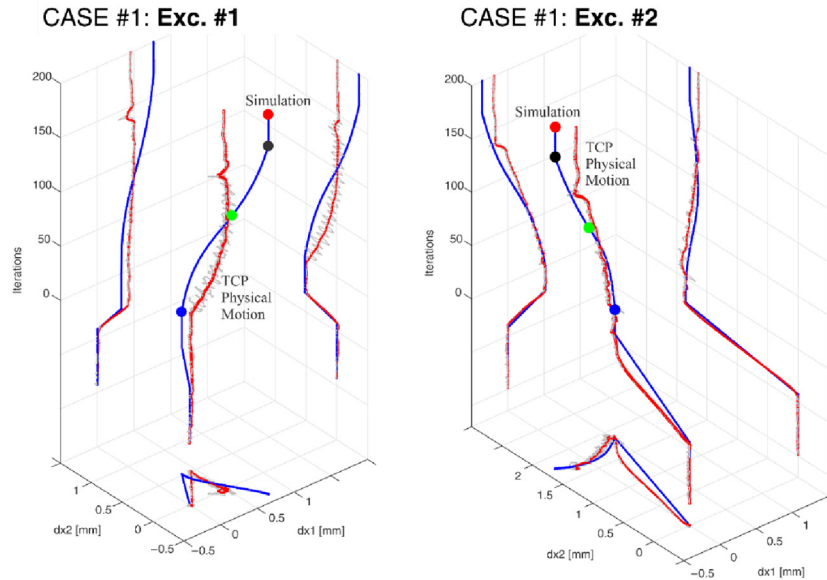 CASE #1: Exc. #1
CASE #1: Exc. #2
200
150
100
50
0
Iterations
Simulation
TCP
Physical
Motion
1
0.5
0
-0.5
dx2 [mm]
-0.5
0
0.5
1
dx1 [mm]
200
150
100
50
0
Iterations
Simulation
TCP
Physical
Motion
2
1.5
1
0.5
0
-0.5
dx2 [mm]
0
0.5
1
dx1 [mm]